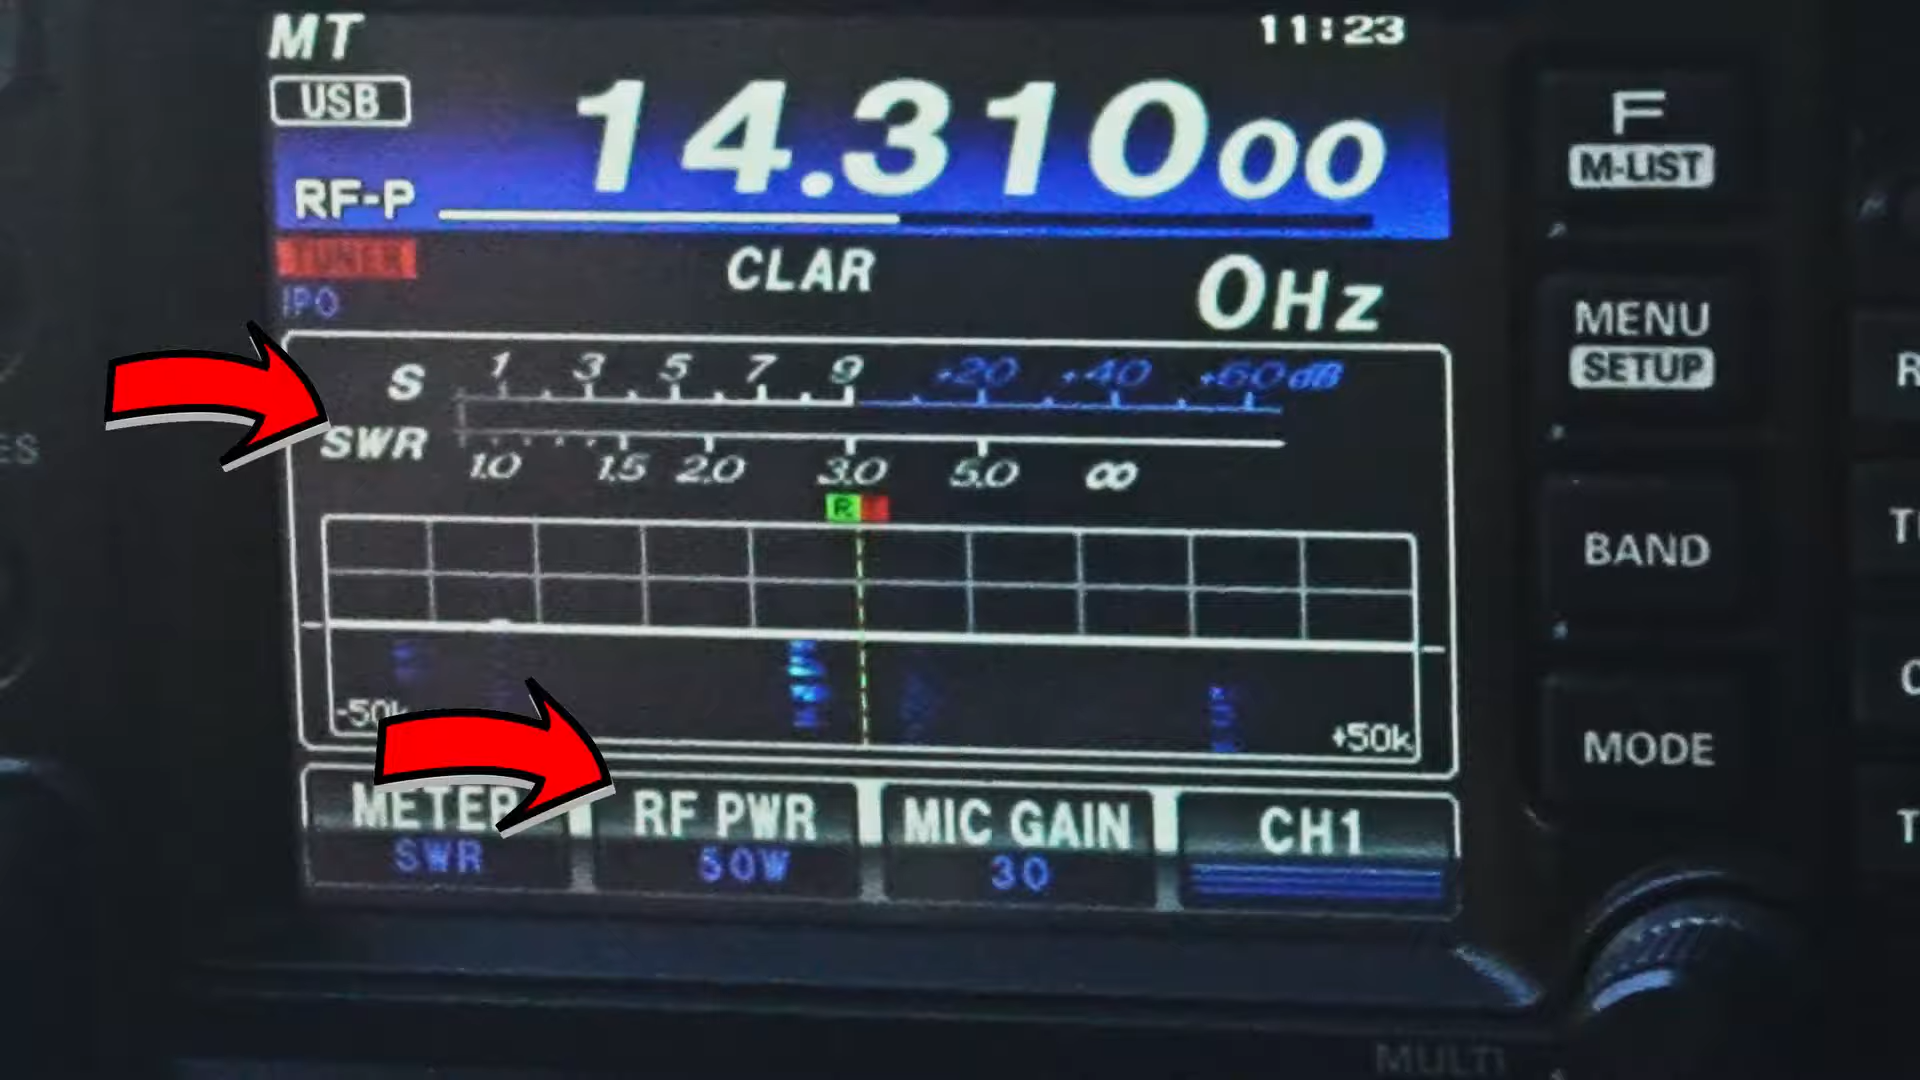 MT
11:23
USB
14.31000
RF-P
TUNER
CLAR
0Hz
IPO
S 1 3 5 7 9 +20 +40 +60dB
SWR
1.0 1.5 2.0 3.0 5.0 ∞
R
-50k
+50k
METER
SWR
RF PWR
50W
MIC GAIN
30
CH1
F
M-LIST
MENU
SETUP
BAND
MODE
MULTI